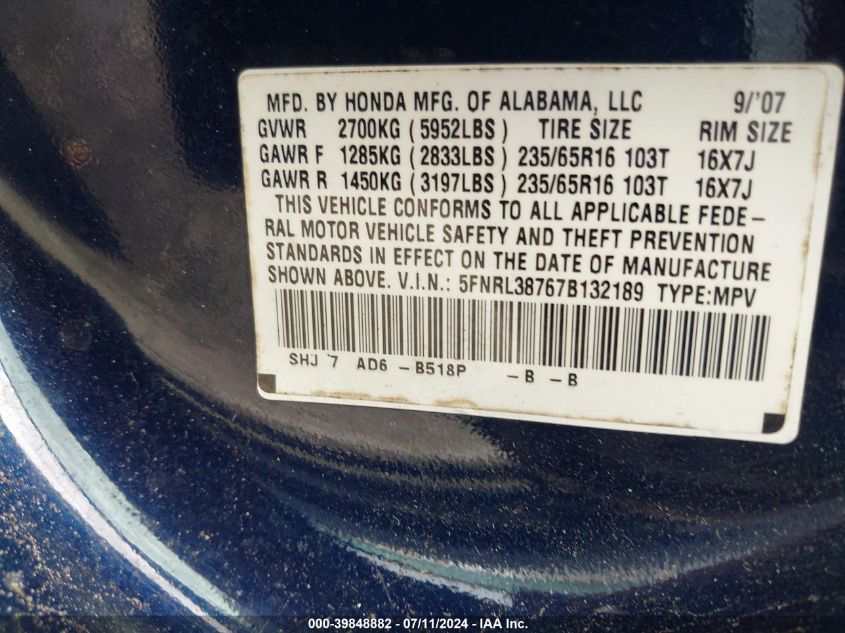 MFD. BY HONDA MFG. OF ALABAMA, LLC 9/'07
GVWR 2700KG (5952LBS) TIRE SIZE RIM SIZE
GAWR F 1285KG (2833LBS) 235/65R16 103T 16X7J
GAWR R 1450KG (3197LBS) 235/65R16 103T 16X7J
THIS VEHICLE CONFORMS TO ALL APPLICABLE FEDE-
RAL MOTOR VEHICLE SAFETY AND THEFT PREVENTION
STANDARDS IN EFFECT ON THE DATE OF MANUFACTURE
SHOWN ABOVE. V.I.N.: 5FNRL38767B132189 TYPE:MPV
SHJ 7 AD6 -B518P -B -B
000-39848882 - 07/11/2024 - IAA Inc.